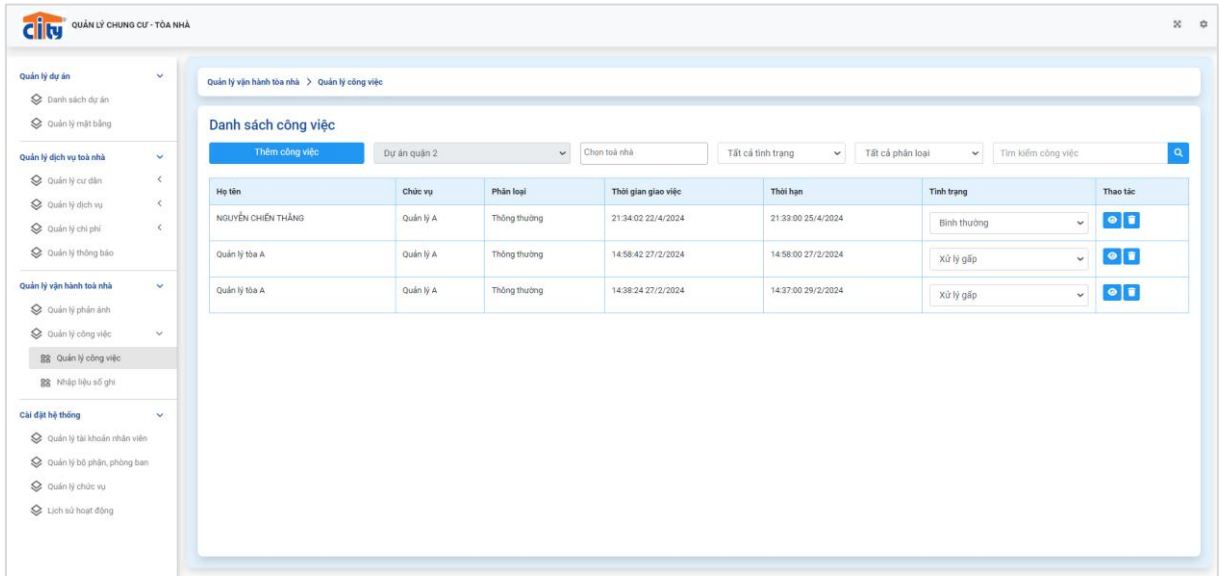 city QUẢN LÝ CHUNG CƯ - TÒA NHÀ
Quản lý dự án
Danh sách dự án
Quản lý mặt bằng
Quản lý dịch vụ toà nhà
Quản lý cư dân
Quản lý dịch vụ
Quản lý chi phí
Quản lý thông báo
Quản lý vận hành toà nhà
Quản lý phản ánh
Quản lý công việc
Quản lý công việc
Nhập liệu số ghi
Cài đặt hệ thống
Quản lý tài khoản nhân viên
Quản lý bộ phận, phòng ban
Quản lý chức vụ
Lịch sử hoạt động
Quản lý vận hành tòa nhà > Quản lý công việc
Danh sách công việc
Thêm công việc Dự án quận 2 Chọn toà nhà Tất cả tình trạng Tất cả phân loại Tìm kiếm công việc
Họ tên Chức vụ Phân loại Thời gian giao việc Thời hạn Tình trạng Thao tác
NGUYỄN CHIẾN THẮNG Quản lý A Thông thường 21:34:02 22/4/2024 21:33:00 25/4/2024 Bình thường
Quản lý tòa A Quản lý A Thông thường 14:58:42 27/2/2024 14:58:00 27/2/2024 Xử lý gấp
Quản lý tòa A Quản lý A Thông thường 14:38:24 27/2/2024 14:37:00 29/2/2024 Xử lý gấp